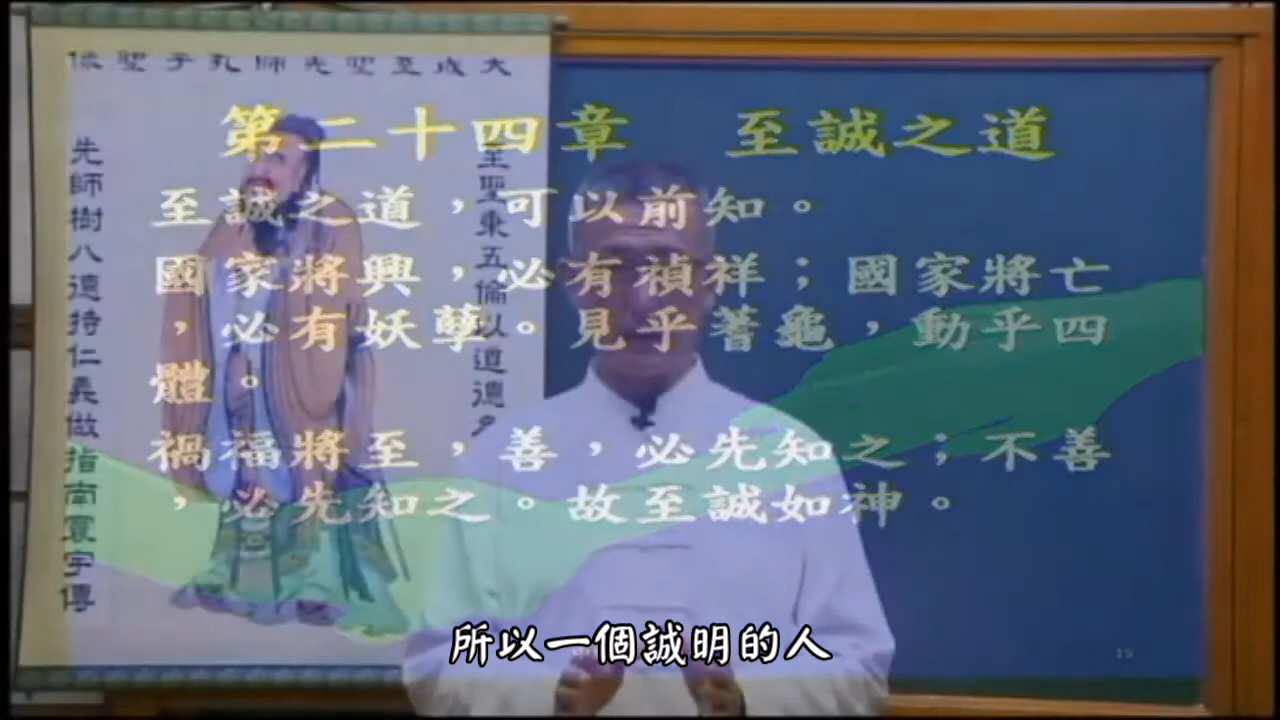 大成至聖先師孔子聖像
至聖東五倫以道德
先師樹八德持仁義做指南寰宇傳
第二十四章　至誠之道
至誠之道，可以前知。
國家將興，必有禎祥；國家將亡
，必有妖孽。見乎蓍龜，動乎四
體。
禍福將至，善，必先知之；不善
，必先知之。故至誠如神。
15
所以一個誠明的人